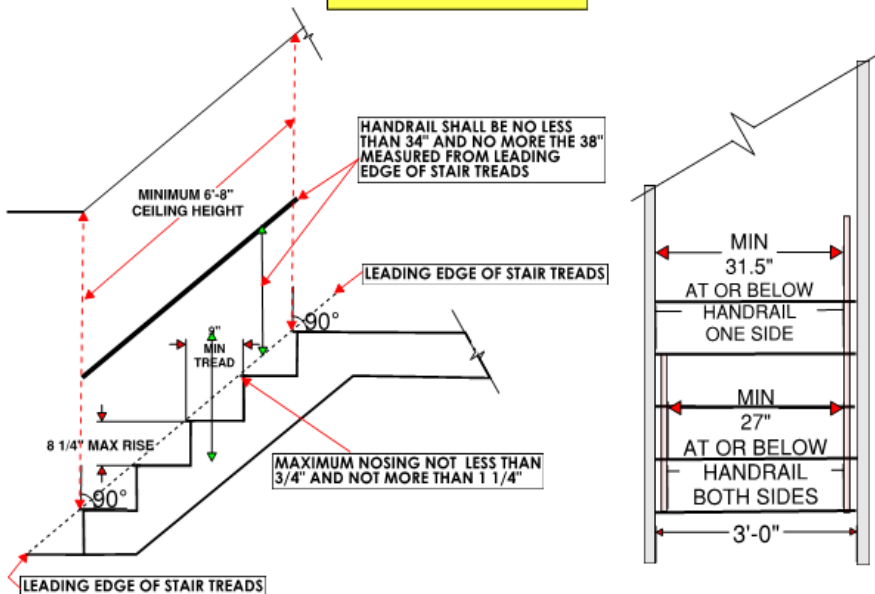 HANDRAIL SHALL BE NO LESS
THAN 34" AND NO MORE THE 38"
MEASURED FROM LEADING
EDGE OF STAIR TREADS
MINIMUM 6'-8"
CEILING HEIGHT
LEADING EDGE OF STAIR TREADS
90°
9"
MIN
TREAD
8 1/4" MAX RISE
90°
MAXIMUM NOSING NOT LESS THAN
3/4" AND NOT MORE THAN 1 1/4"
LEADING EDGE OF STAIR TREADS
MIN
31.5"
AT OR BELOW
HANDRAIL
ONE SIDE
MIN
27"
AT OR BELOW
HANDRAIL
BOTH SIDES
3'-0"